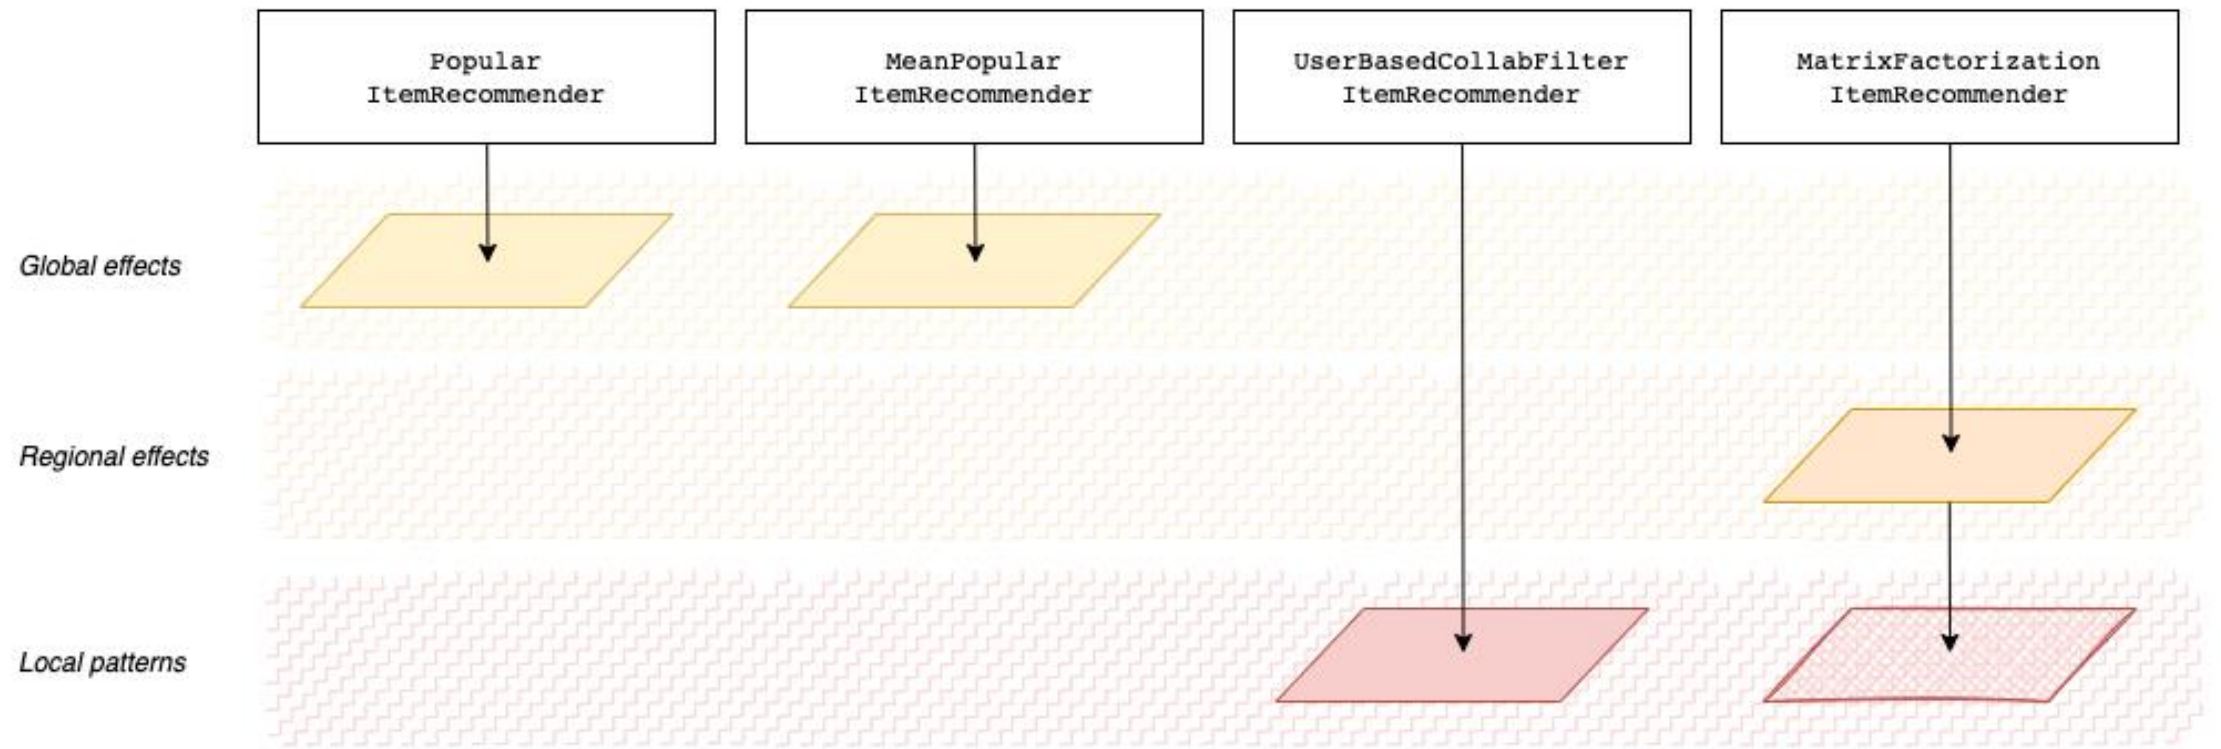 Popular
ItemRecommender
MeanPopular
ItemRecommender
UserBasedCollabFilter
ItemRecommender
MatrixFactorization
ItemRecommender
Global effects
Regional effects
Local patterns